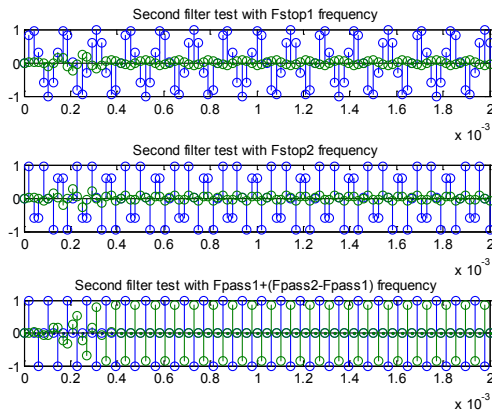 Second filter test with Fstop1 frequency
1
0
-1
0 0.2 0.4 0.6 0.8 1 1.2 1.4 1.6 1.8 2
x 10⁻³
Second filter test with Fstop2 frequency
1
0
-1
0 0.2 0.4 0.6 0.8 1 1.2 1.4 1.6 1.8 2
x 10⁻³
Second filter test with Fpass1+(Fpass2-Fpass1) frequency
1
0
-1
0 0.2 0.4 0.6 0.8 1 1.2 1.4 1.6 1.8 2
x 10⁻³